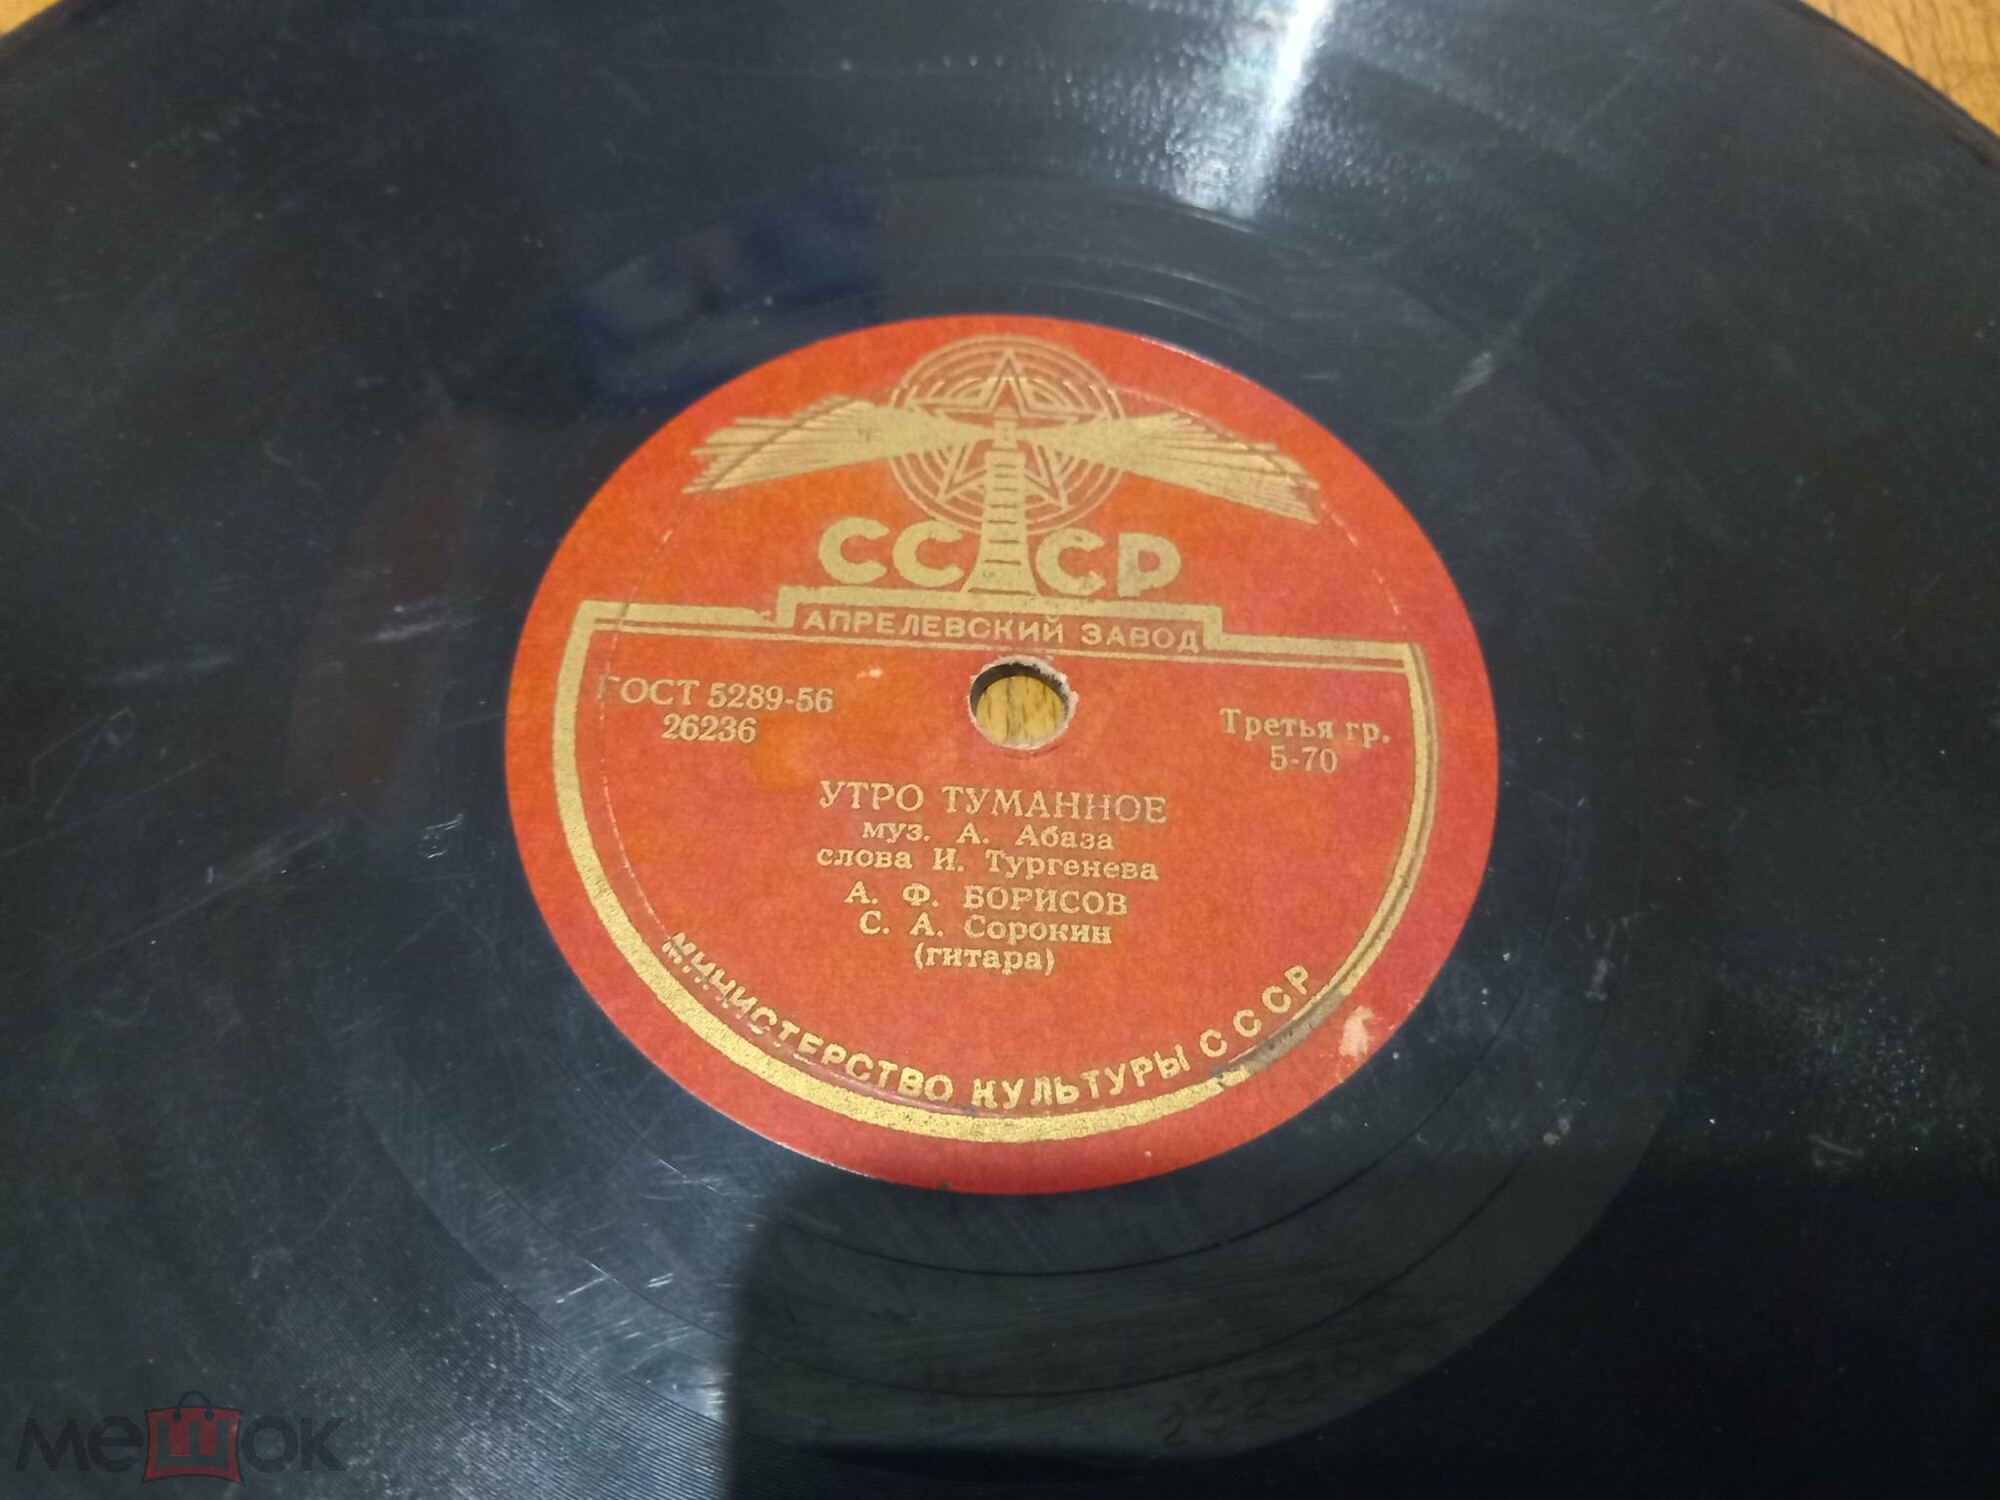 СССР
АПРЕЛЕВСКИЙ ЗАВОД
ГОСТ 5289-56
26236
Третья гр.
5-70
УТРО ТУМАННОЕ
муз. А. Абаза
слова И. Тургенева
А. Ф. БОРИСОВ
С. А. Сорокин
(гитара)
МИНИСТЕРСТВО КУЛЬТУРЫ СССР
мешок